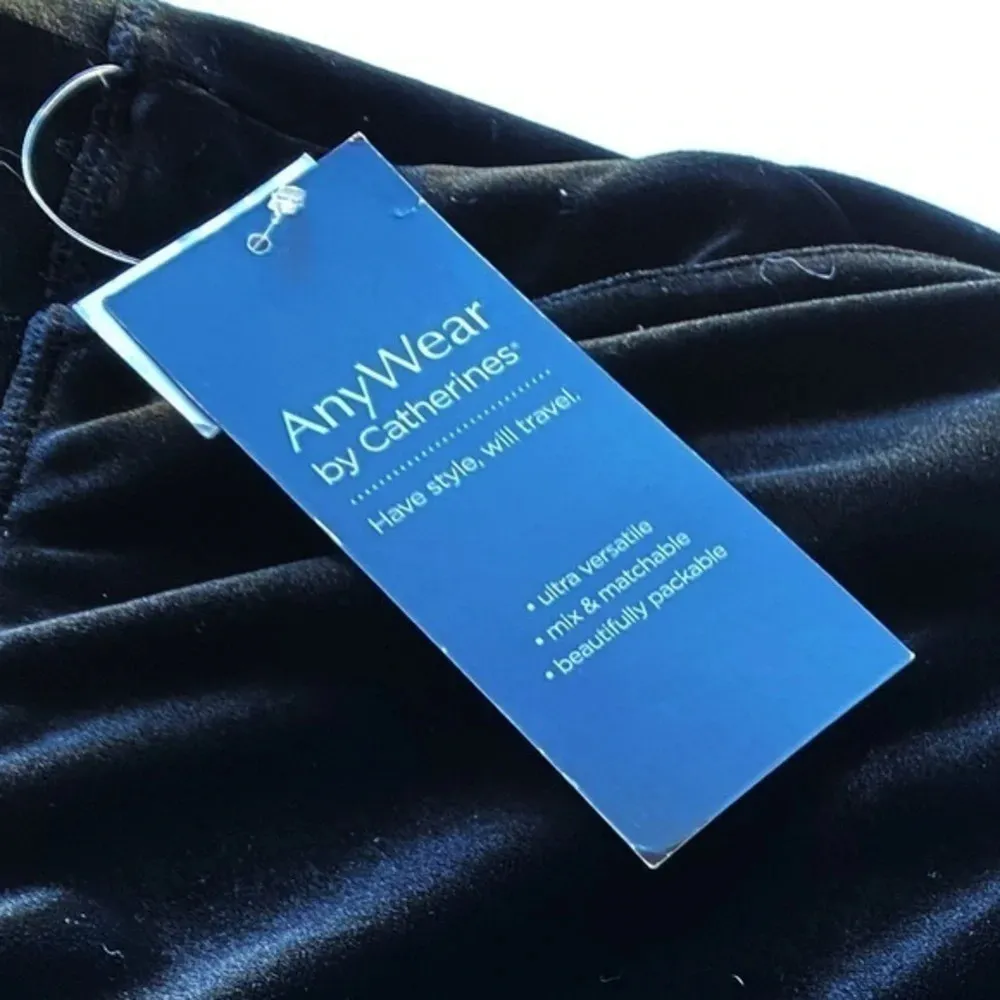 AnyWear
by Catherines®
Have style, will travel.
• ultra versatile
• mix & matchable
• beautifully packable